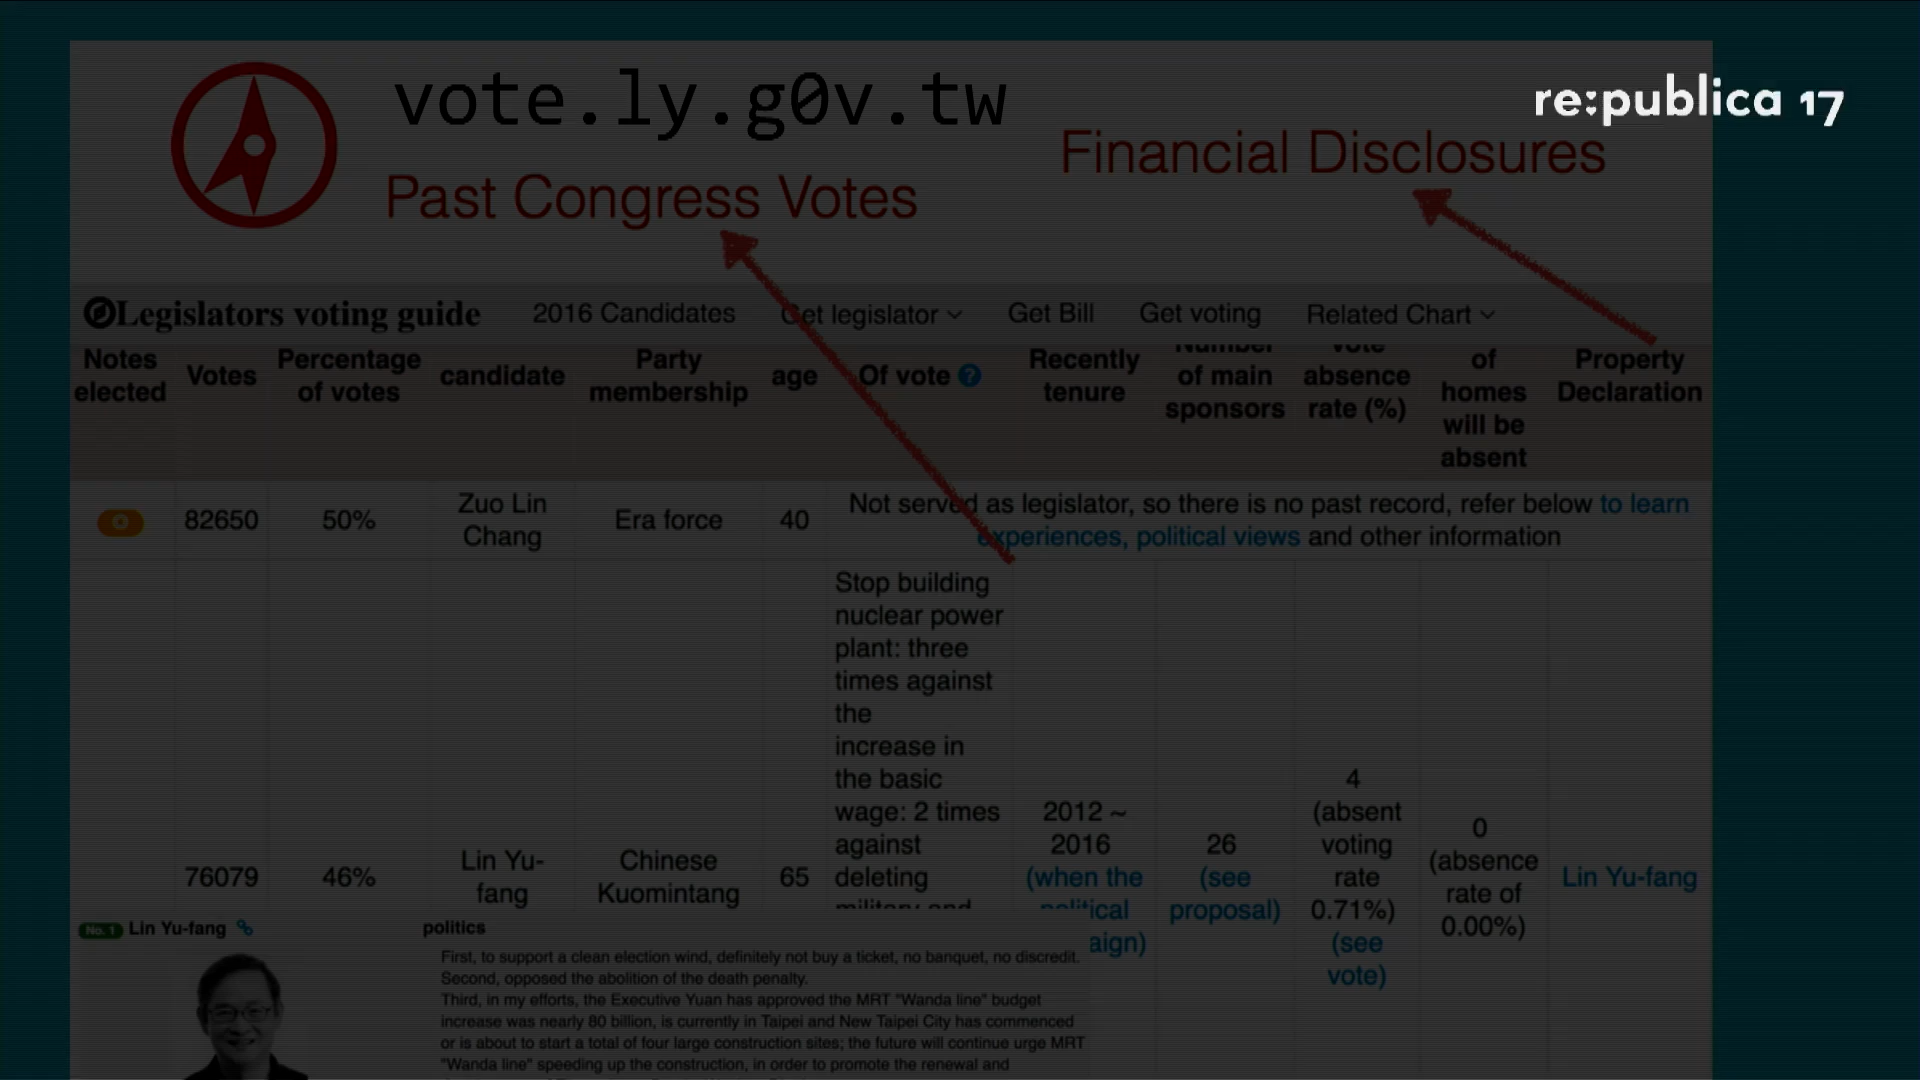 vote.ly.g0v.tw
re:publica 17
Financial Disclosures
Past Congress Votes
Legislators voting guide
2016 Candidates
Get legislator
Get Bill
Get voting
Related Chart
Notes elected
Votes
Percentage of votes
candidate
Party membership
age
Of vote ?
Recently tenure
Number of main sponsors
vote absence rate (%)
of homes will be absent
Property Declaration
82650
50%
Zuo Lin Chang
Era force
40
Not served as legislator, so there is no past record, refer below to learn
experiences, political views and other information
76079
46%
Lin Yu-
fang
Chinese
Kuomintang
65
Stop building
nuclear power
plant: three
times against
the
increase in
the basic
wage: 2 times
against
deleting
military and
2012 ~
2016
(when the
political
aign)
26
(see
proposal)
4
(absent
voting
rate
0.71%)
(see
vote)
0
(absence
rate of
0.00%)
Lin Yu-fang
No. 1 Lin Yu-fang
politics
First, to support a clean election wind, definitely not buy a ticket, no banquet, no discredit.
Second, opposed the abolition of the death penalty.
Third, in my efforts, the Executive Yuan has approved the MRT "Wanda line" budget
increase was nearly 80 billion, is currently in Taipei and New Taipei City has commenced
or is about to start a total of four large construction sites; the future will continue urge MRT
"Wanda line" speeding up the construction, in order to promote the renewal and